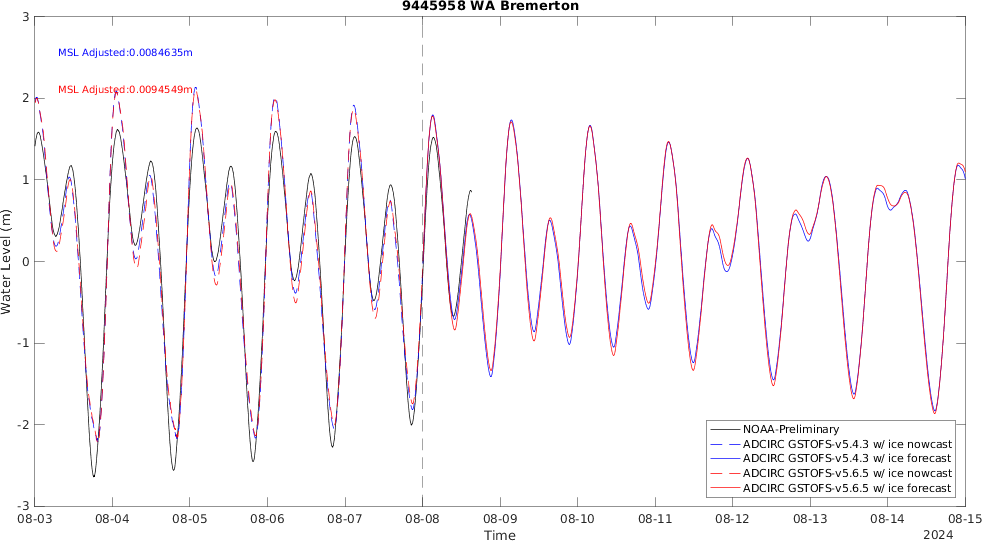 9445958 WA Bremerton
MSL Adjusted:0.0084635m
MSL Adjusted:0.0094549m
Water Level (m)
3
2
1
0
-1
-2
-3
NOAA-Preliminary
ADCIRC GSTOFS-v5.4.3 w/ ice nowcast
ADCIRC GSTOFS-v5.4.3 w/ ice forecast
ADCIRC GSTOFS-v5.6.5 w/ ice nowcast
ADCIRC GSTOFS-v5.6.5 w/ ice forecast
08-03 08-04 08-05 08-06 08-07 08-08 08-09 08-10 08-11 08-12 08-13 08-14 08-15
Time
2024